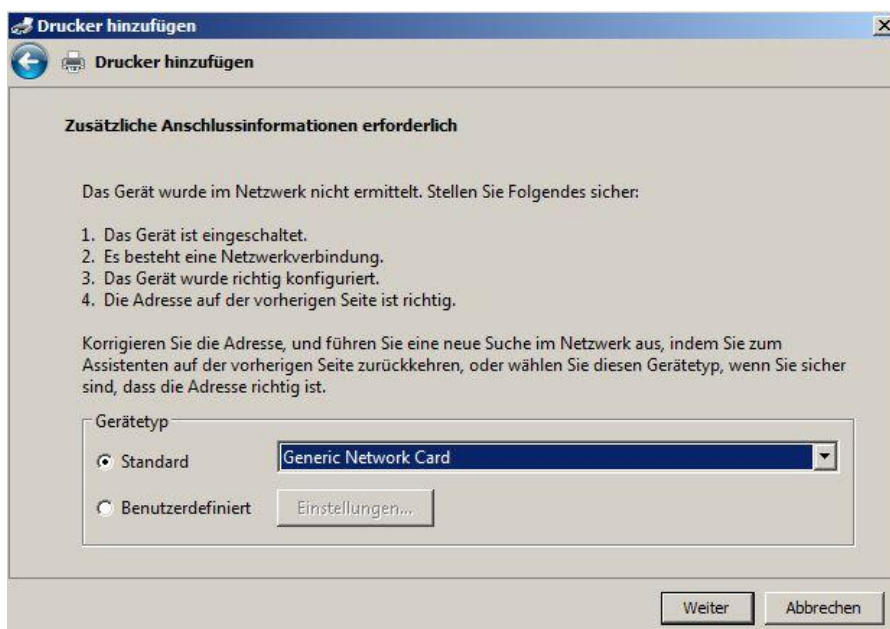 Drucker hinzufügen
Drucker hinzufügen
Zusätzliche Anschlussinformationen erforderlich
Das Gerät wurde im Netzwerk nicht ermittelt. Stellen Sie Folgendes sicher:
1. Das Gerät ist eingeschaltet.
2. Es besteht eine Netzwerkverbindung.
3. Das Gerät wurde richtig konfiguriert.
4. Die Adresse auf der vorherigen Seite ist richtig.
Korrigieren Sie die Adresse, und führen Sie eine neue Suche im Netzwerk aus, indem Sie zum
Assistenten auf der vorherigen Seite zurückkehren, oder wählen Sie diesen Gerätetyp, wenn Sie sicher
sind, dass die Adresse richtig ist.
Gerätetyp
Standard Generic Network Card
Benutzerdefiniert Einstellungen...
Weiter Abbrechen